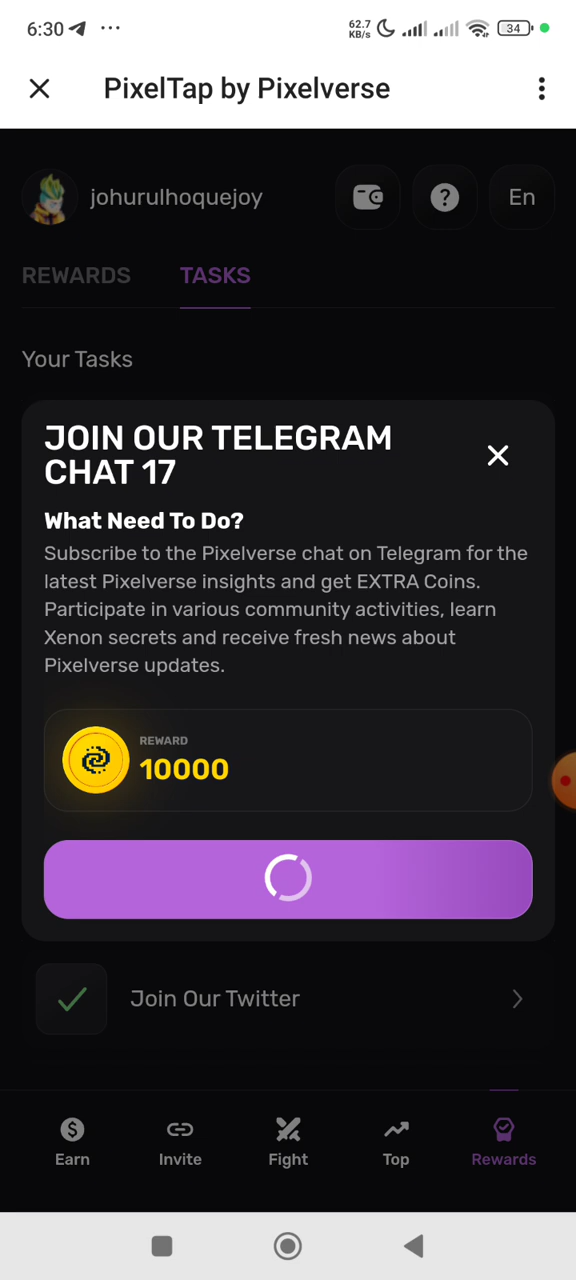 6:30
62.7
KB/s
34
PixelTap by Pixelverse
johurulhoquejoy
En
REWARDS
TASKS
Your Tasks
JOIN OUR TELEGRAM
CHAT 17
What Need To Do?
Subscribe to the Pixelverse chat on Telegram for the
latest Pixelverse insights and get EXTRA Coins.
Participate in various community activities, learn
Xenon secrets and receive fresh news about
Pixelverse updates.
REWARD
10000
Join Our Twitter
Earn
Invite
Fight
Top
Rewards